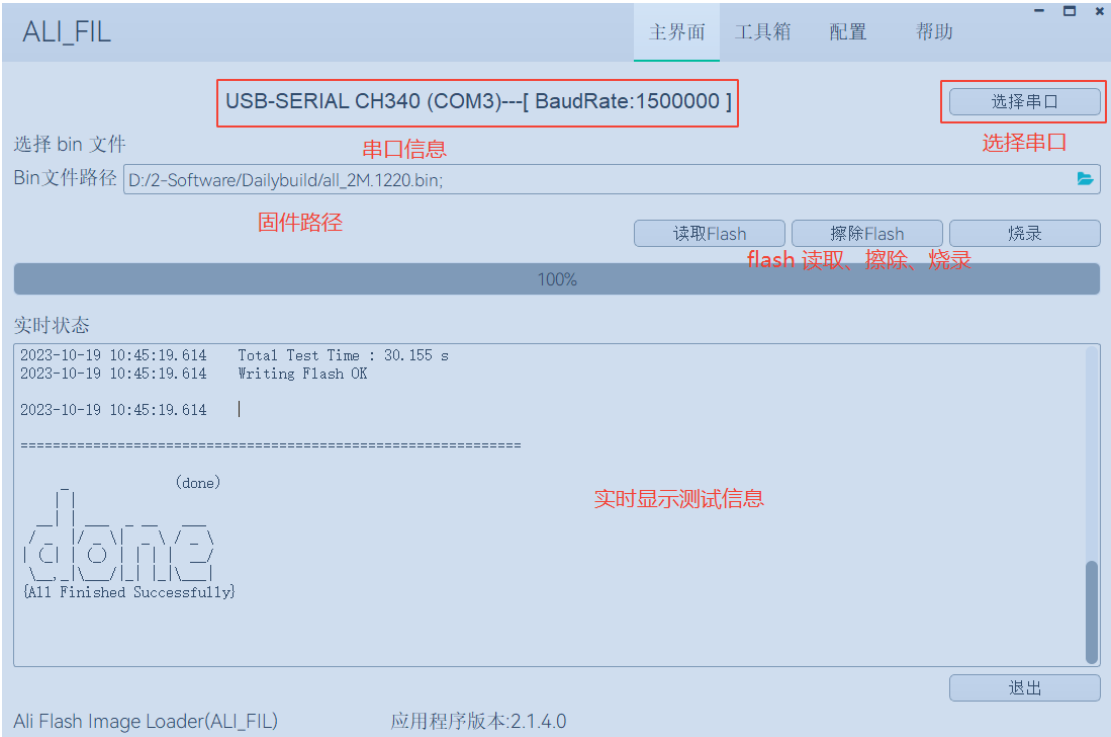 ALI_FIL 主界面 工具箱 配置 帮助
USB-SERIAL CH340 (COM3)---[ BaudRate:1500000 ] 选择串口
选择 bin 文件 串口信息 选择串口
Bin文件路径 D:/2-Software/Dailybuild/all_2M.1220.bin;
固件路径
读取Flash 擦除Flash 烧录
flash 读取、擦除、烧录
100%
实时状态
2023-10-19 10:45:19.614 Total Test Time : 30.155 s
2023-10-19 10:45:19.614 Writing Flash OK
2023-10-19 10:45:19.614 |
==============================================================
(done)
实时显示测试信息
done
{All Finished Successfully}
退出
Ali Flash Image Loader(ALI_FIL) 应用程序版本:2.1.4.0